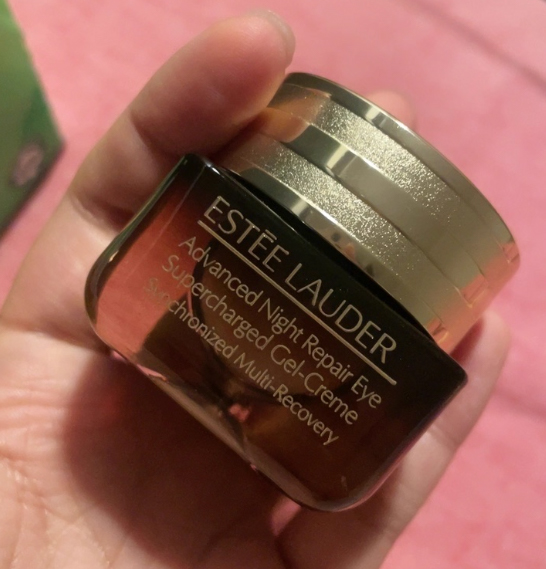 ESTĒE LAUDER
Advanced Night Repair Eye
Supercharged Gel-Creme
Synchronized Multi-Recovery